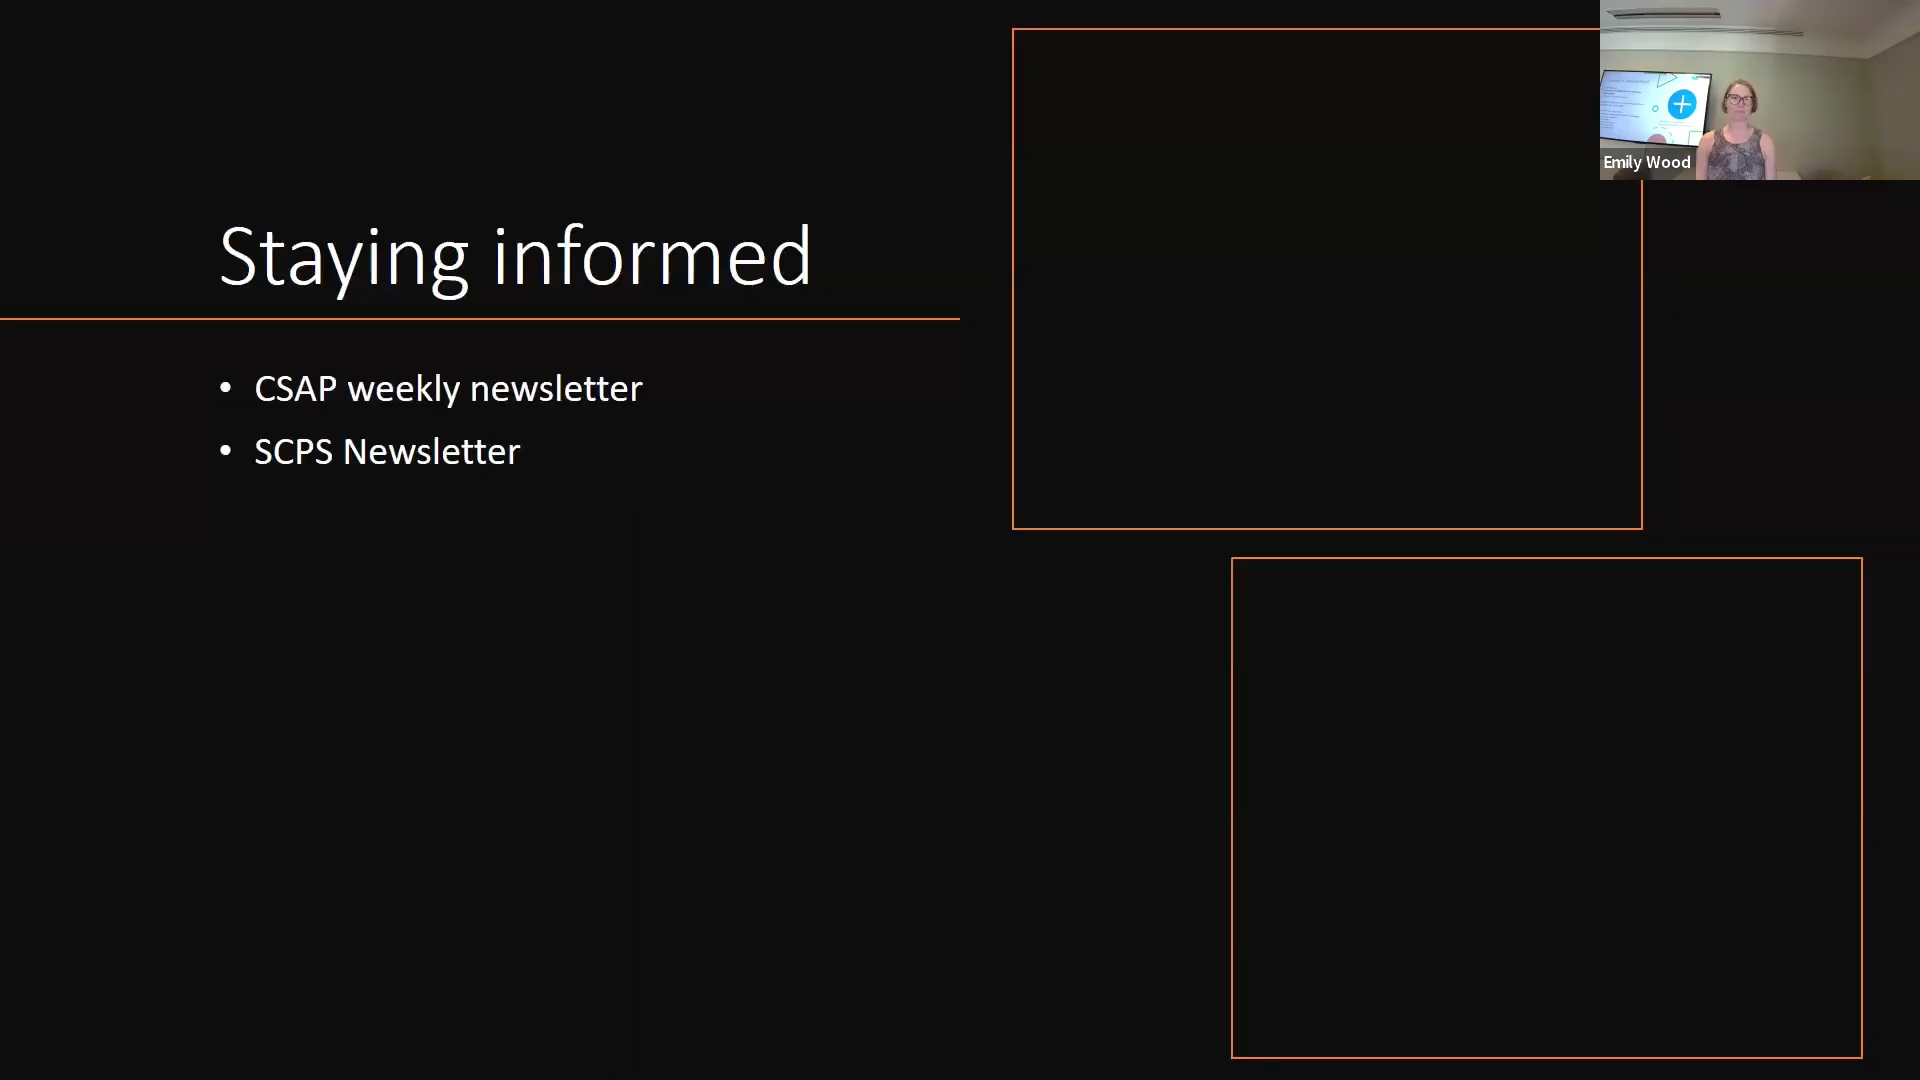 Staying informed
• CSAP weekly newsletter
• SCPS Newsletter
Emily Wood